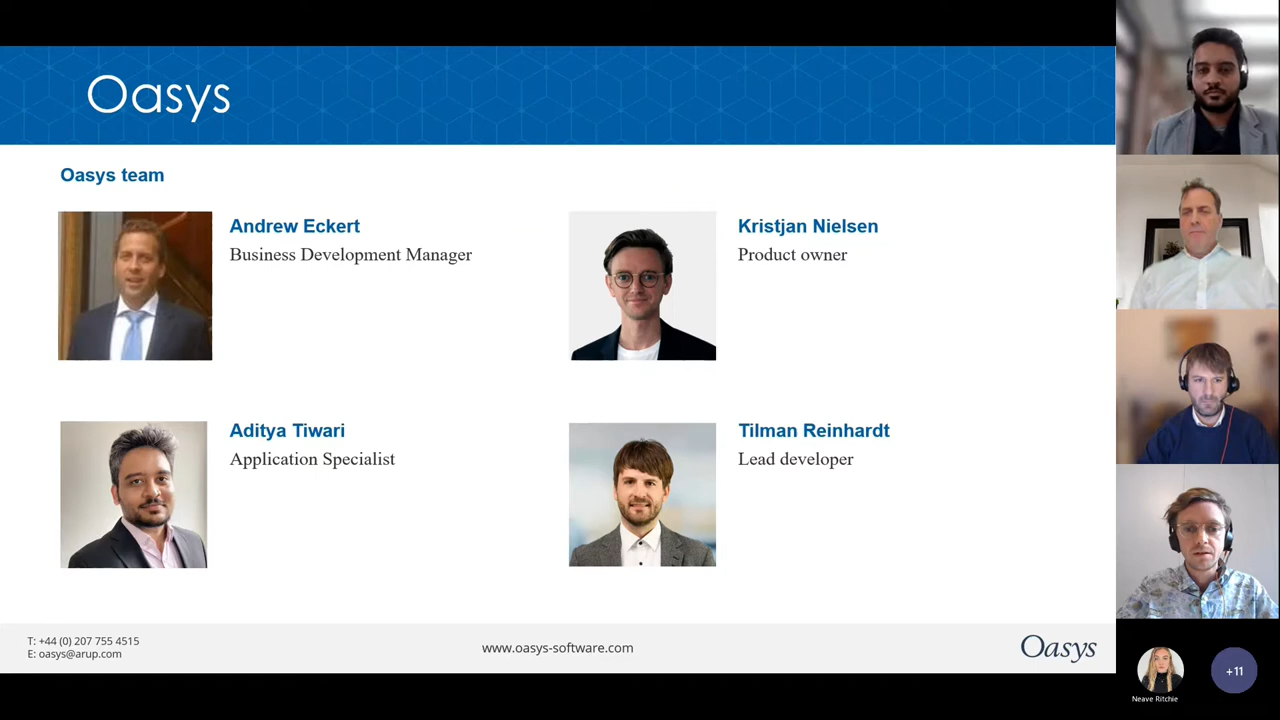 Oasys
Oasys team
Andrew Eckert
Business Development Manager
Kristjan Nielsen
Product owner
Aditya Tiwari
Application Specialist
Tilman Reinhardt
Lead developer
T: +44 (0) 207 755 4515
E: oasys@arup.com
www.oasys-software.com
Oasys
Neave Ritchie
+11